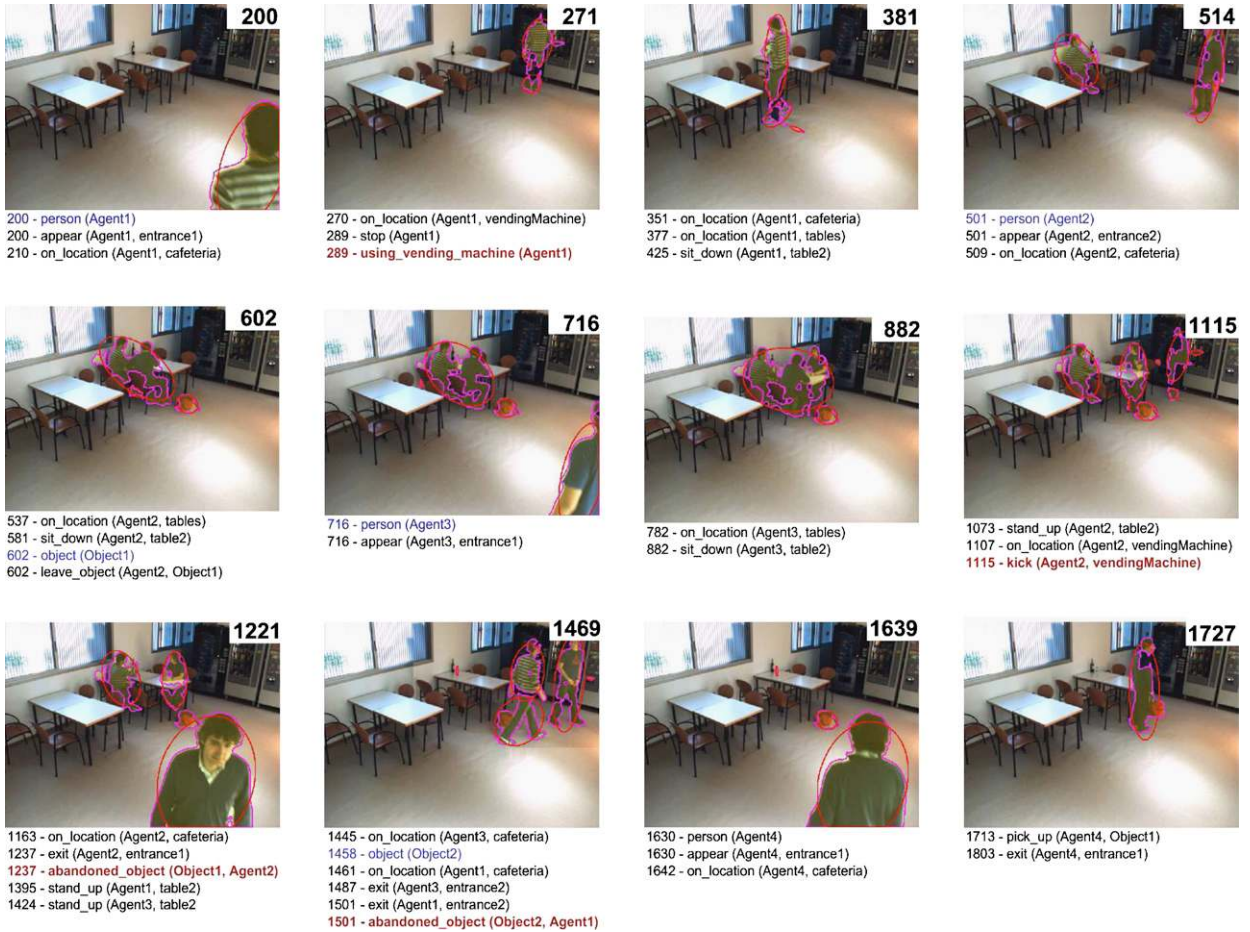 200
200 - person (Agent1)
200 - appear (Agent1, entrance1)
210 - on_location (Agent1, cafeteria)
271
270 - on_location (Agent1, vendingMachine)
289 - stop (Agent1)
289 - using_vending_machine (Agent1)
381
351 - on_location (Agent1, cafeteria)
377 - on_location (Agent1, tables)
425 - sit_down (Agent1, table2)
514
501 - person (Agent2)
501 - appear (Agent2, entrance2)
509 - on_location (Agent2, cafeteria)
602
537 - on_location (Agent2, tables)
581 - sit_down (Agent2, table2)
602 - object (Object1)
602 - leave_object (Agent2, Object1)
716
716 - person (Agent3)
716 - appear (Agent3, entrance1)
882
782 - on_location (Agent3, tables)
882 - sit_down (Agent3, table2)
1115
1073 - stand_up (Agent2, table2)
1107 - on_location (Agent2, vendingMachine)
1115 - kick (Agent2, vendingMachine)
1221
1163 - on_location (Agent2, cafeteria)
1237 - exit (Agent2, entrance1)
1237 - abandoned_object (Object1, Agent2)
1395 - stand_up (Agent1, table2)
1424 - stand_up (Agent3, table2
1469
1445 - on_location (Agent3, cafeteria)
1458 - object (Object2)
1461 - on_location (Agent1, cafeteria)
1487 - exit (Agent3, entrance2)
1501 - exit (Agent1, entrance2)
1501 - abandoned_object (Object2, Agent1)
1639
1630 - person (Agent4)
1630 - appear (Agent4, entrance1)
1642 - on_location (Agent4, cafeteria)
1727
1713 - pick_up (Agent4, Object1)
1803 - exit (Agent4, entrance1)